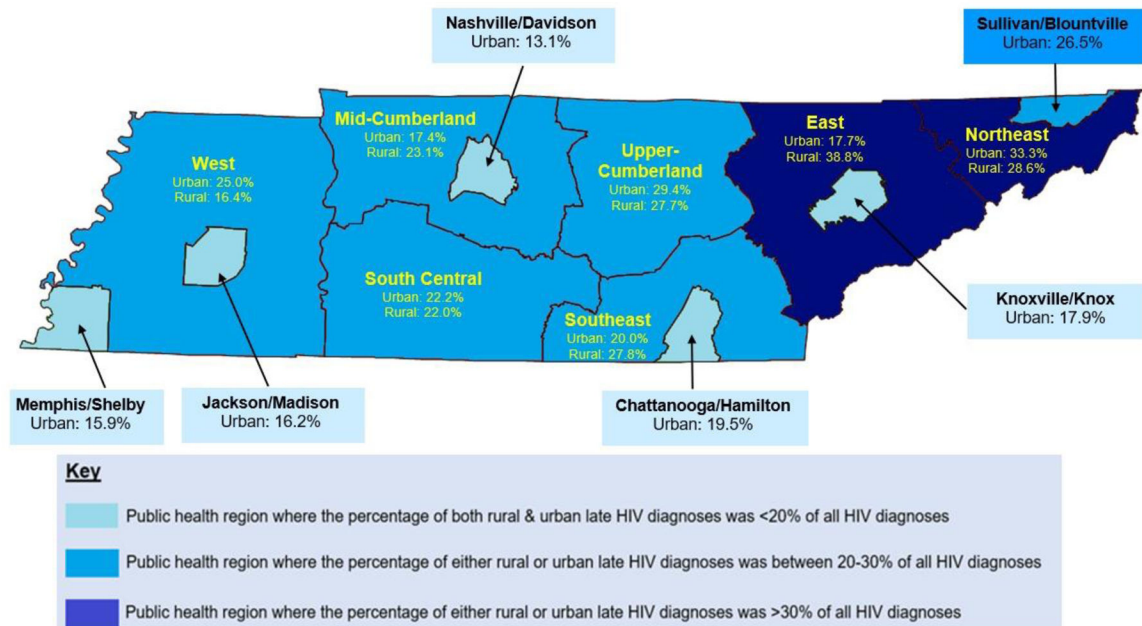 Nashville/Davidson
Urban: 13.1%
Sullivan/Blountville
Urban: 26.5%
Mid-Cumberland
Urban: 17.4%
Rural: 23.1%
East
Urban: 17.7%
Rural: 38.8%
Northeast
Urban: 33.3%
Rural: 28.6%
West
Urban: 25.0%
Rural: 16.4%
Upper-
Cumberland
Urban: 29.4%
Rural: 27.7%
South Central
Urban: 22.2%
Rural: 22.0%
Southeast
Urban: 20.0%
Rural: 27.8%
Knoxville/Knox
Urban: 17.9%
Memphis/Shelby
Urban: 15.9%
Jackson/Madison
Urban: 16.2%
Chattanooga/Hamilton
Urban: 19.5%
Key
Public health region where the percentage of both rural & urban late HIV diagnoses was <20% of all HIV diagnoses
Public health region where the percentage of either rural or urban late HIV diagnoses was between 20-30% of all HIV diagnoses
Public health region where the percentage of either rural or urban late HIV diagnoses was >30% of all HIV diagnoses